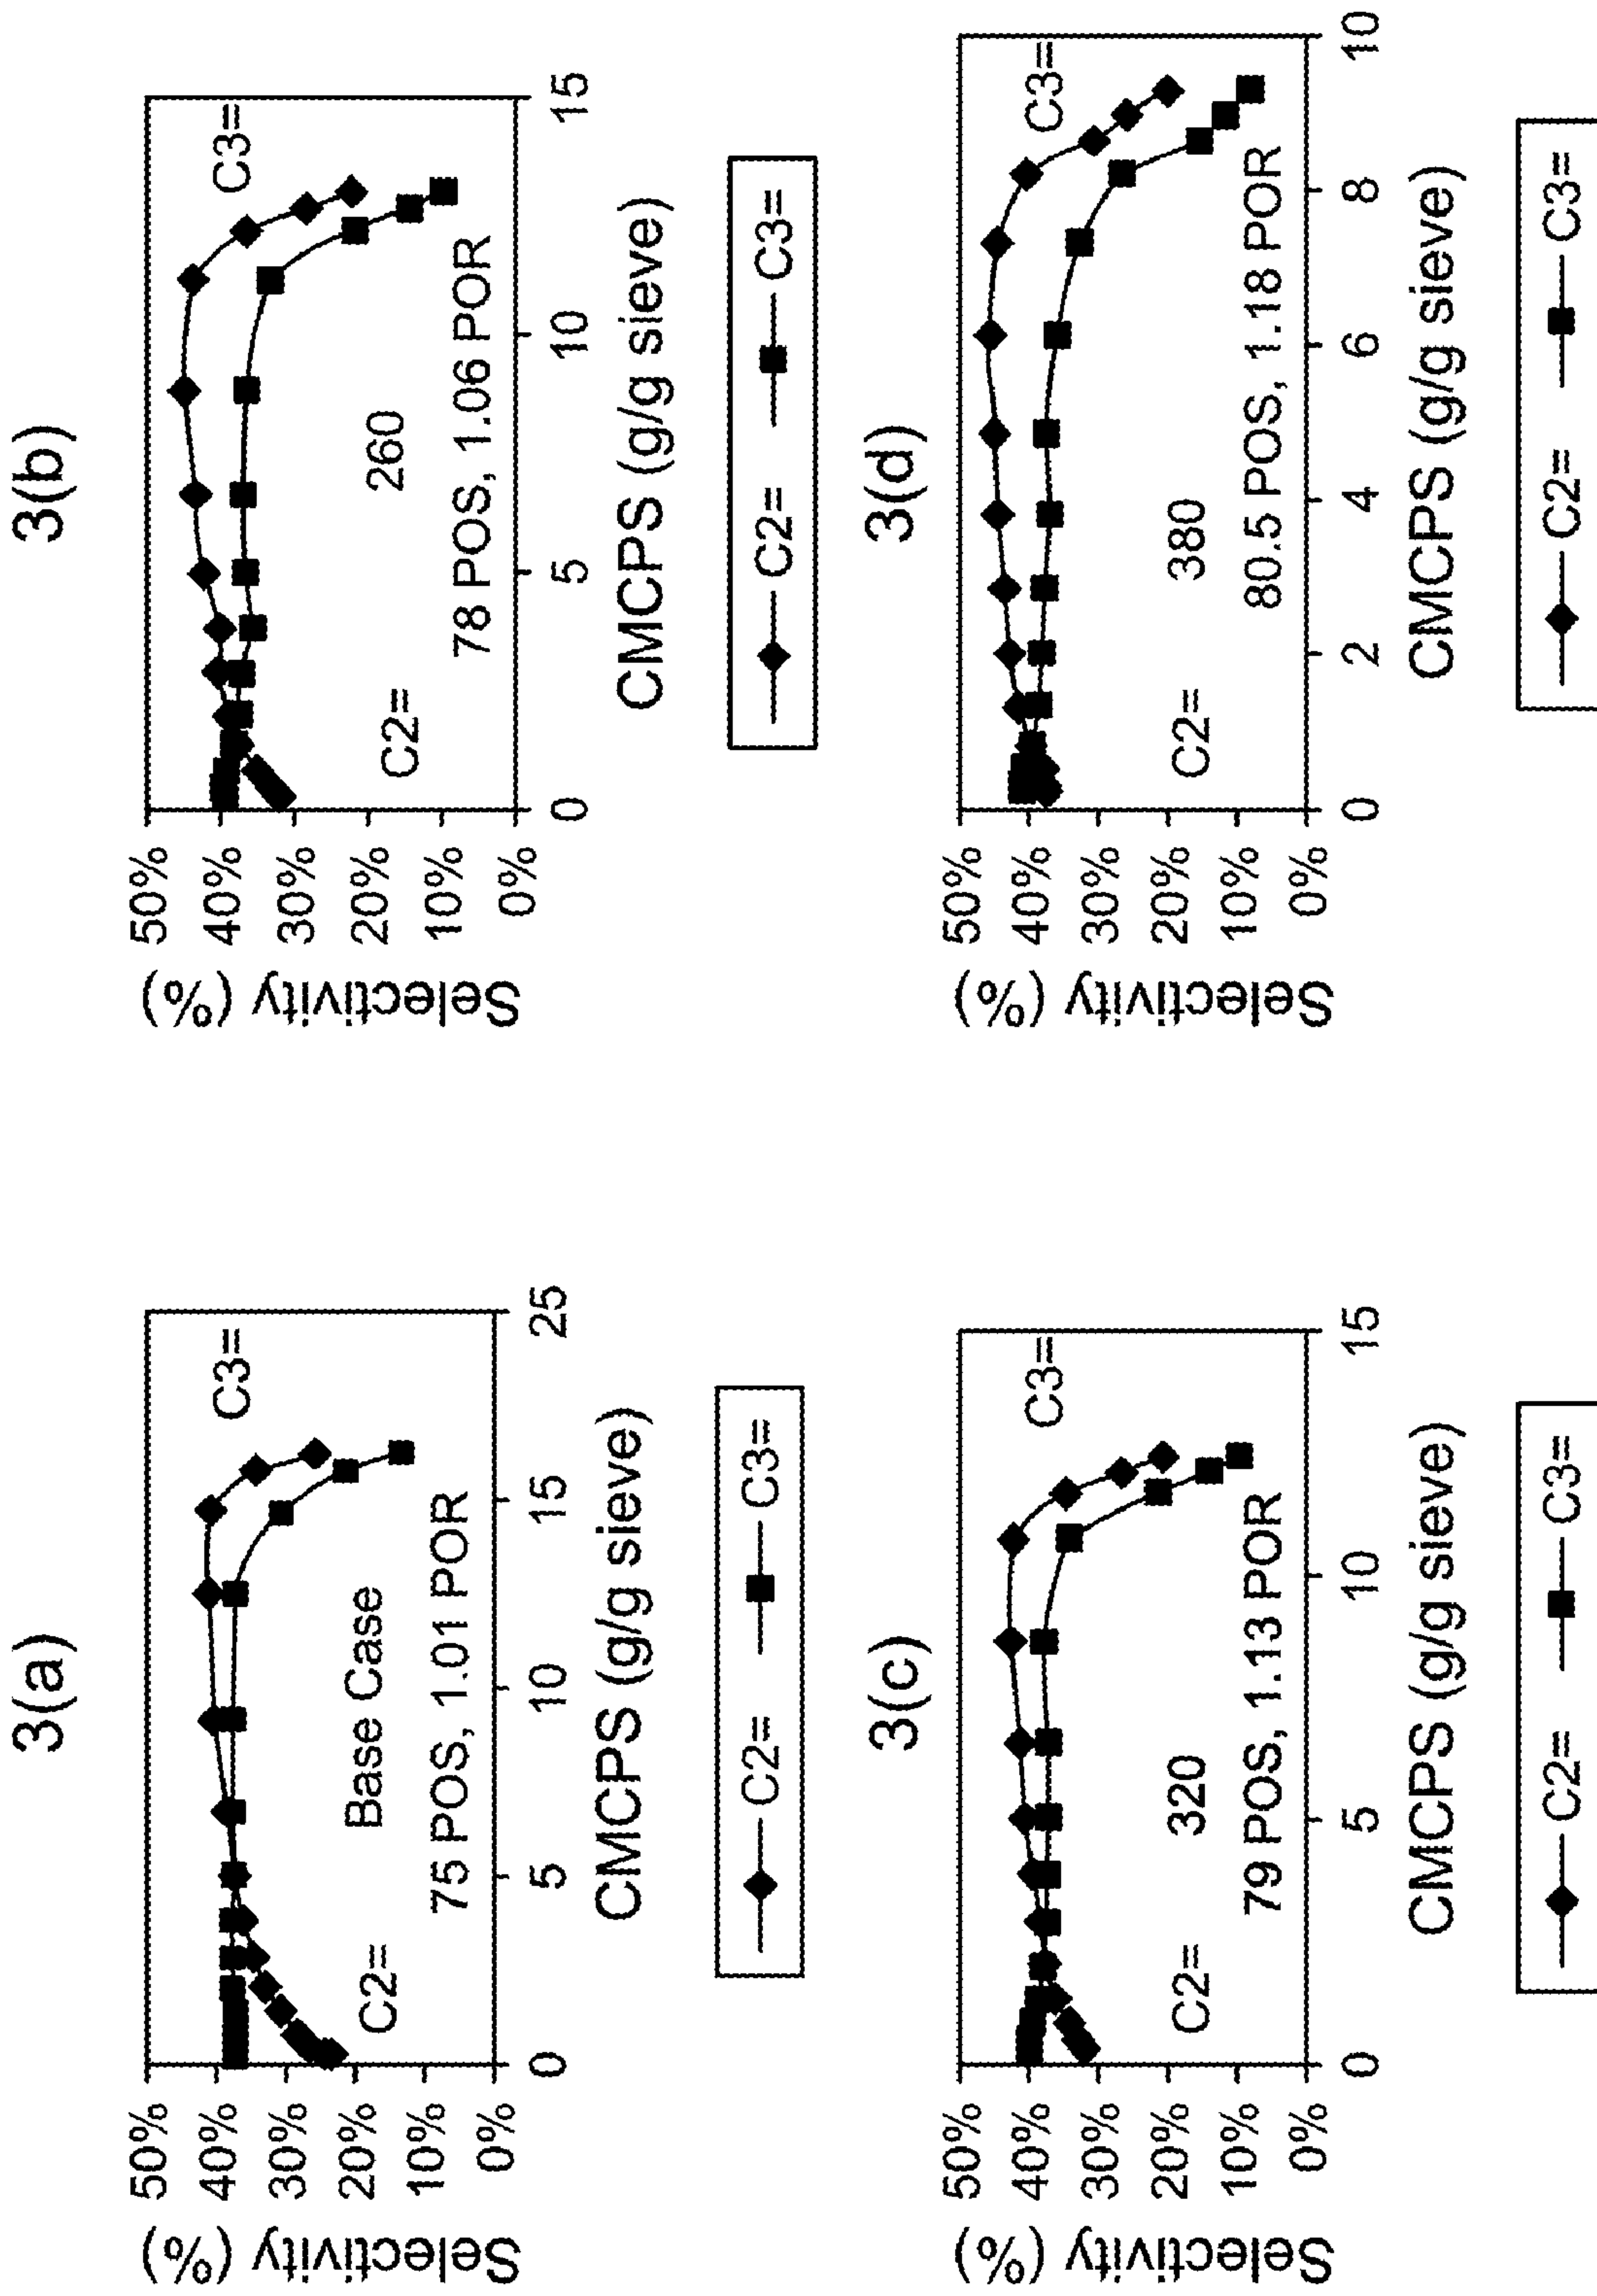 3(a)
Selectivity
(%)
50%
40%
30%
20%
10%
0%
C3=
C2=
Base Case
75 POS, 1.01 POR
0
5
10
15
25
CMCPS (g/g sieve)
C2=
C3=
3(b)
Selectivity
(%)
50%
40%
30%
20%
10%
0%
C3=
C2=
260
78 POS, 1.06 POR
0
5
10
15
CMCPS (g/g sieve)
C2=
C3=
3(c)
Selectivity
(%)
50%
40%
30%
20%
10%
0%
C3=
C2=
320
79 POS, 1.13 POR
0
5
10
15
CMCPS (g/g sieve)
C2=
C3=
3(d)
Selectivity
(%)
50%
40%
30%
20%
10%
0%
C3=
C2=
380
80.5 POS, 1.18 POR
0
2
4
6
8
10
CMCPS (g/g sieve)
C2=
C3=